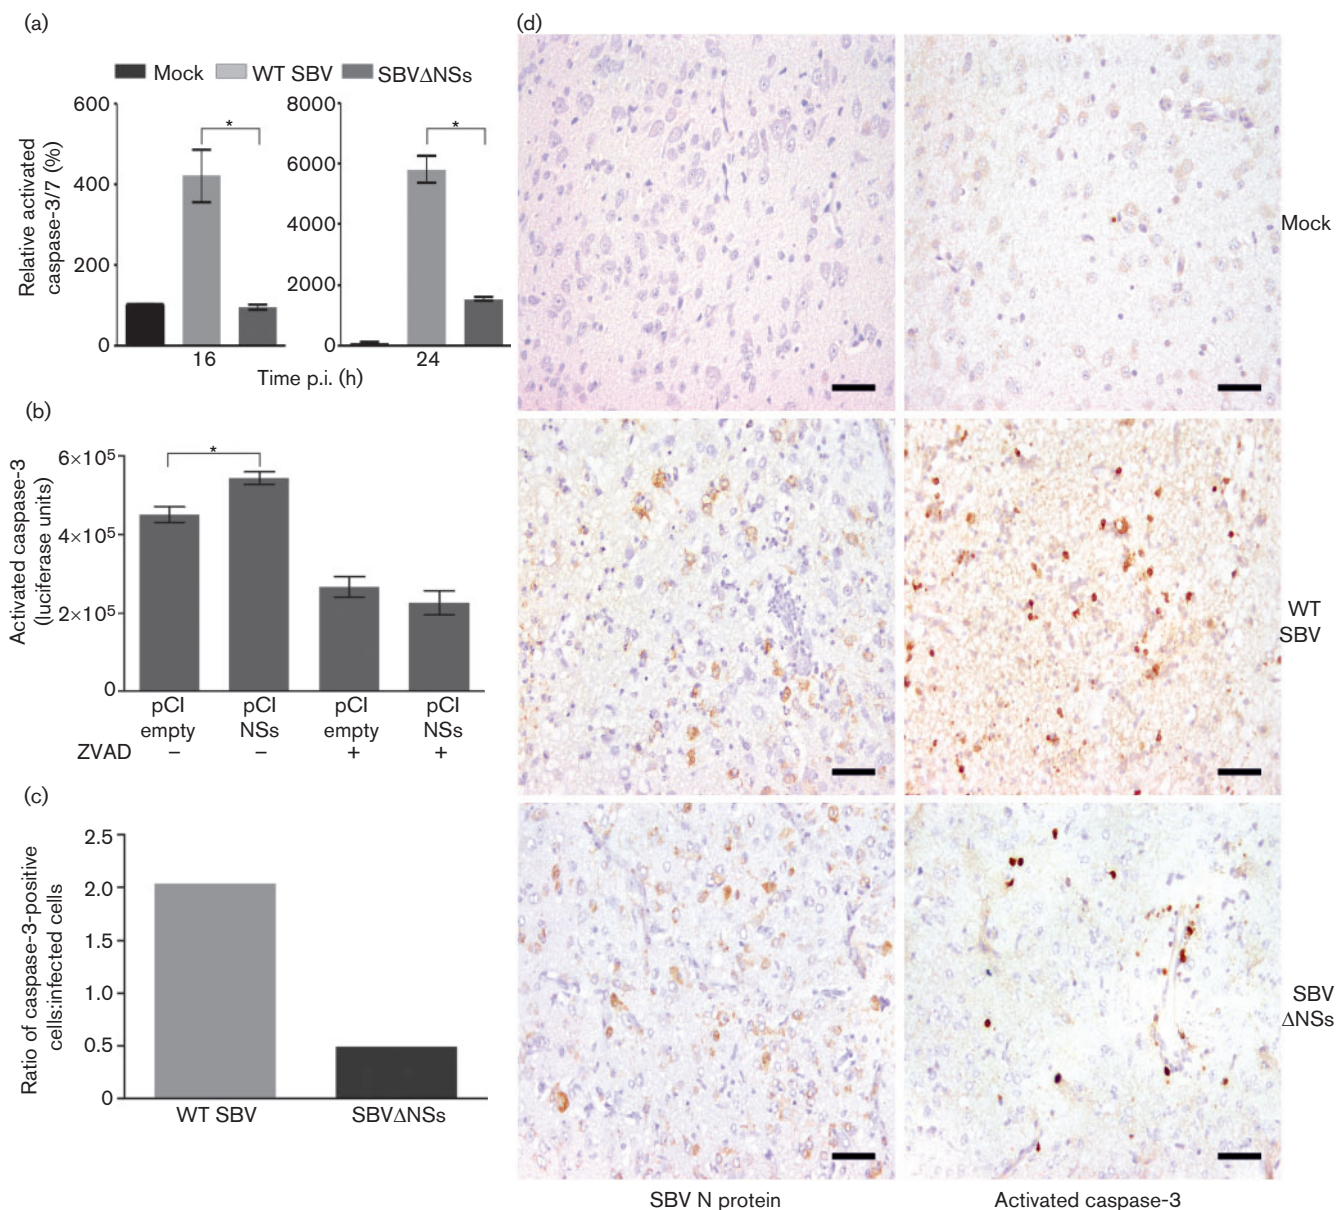 (a)
Mock WT SBV SBVΔNSs
Relative activated
caspase-3/7 (%)
600
400
200
0
8000
6000
4000
2000
0
*
*
16
24
Time p.i. (h)
(b)
Activated caspase-3
(luciferase units)
6×10⁵
4×10⁵
2×10⁵
0
*
pCI pCI pCI pCI
empty NSs empty NSs
ZVAD − − + +
(c)
Ratio of caspase-3-positive
cells:infected cells
2.5
2.0
1.5
1.0
0.5
0
WT SBV SBVΔNSs
(d)
Mock
WT
SBV
SBV
ΔNSs
SBV N protein
Activated caspase-3